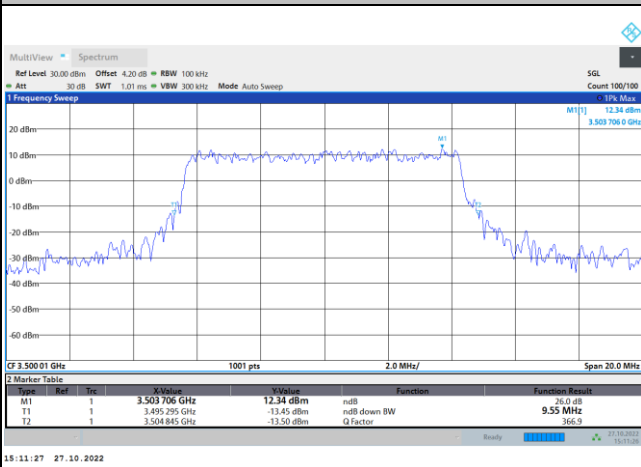 MultiView Spectrum
Ref Level 30.00 dBm Offset 4.20 dB RBW 100 kHz SGL
Att 30 dB SWT 1.01 ms VBW 300 kHz Mode Auto Sweep Count 100/100
1 Frequency Sweep 1Pk Max
M1[1] 12.34 dBm
3.503 706 0 GHz
M1
20 dBm
10 dBm
0 dBm
-10 dBm
T1 T2
-20 dBm
-30 dBm
-40 dBm
-50 dBm
-60 dBm
CF 3.500 01 GHz 1001 pts 2.0 MHz/ Span 20.0 MHz
2 Marker Table
Type Ref Trc X-Value Y-Value Function Function Result
M1 1 3.503 706 GHz 12.34 dBm ndB 26.0 dB
T1 1 3.495 295 GHz -13.45 dBm ndB down BW 9.55 MHz
T2 1 3.504 845 GHz -13.50 dBm Q Factor 366.9
Ready 27.10.2022
15:11:26
15:11:27 27.10.2022